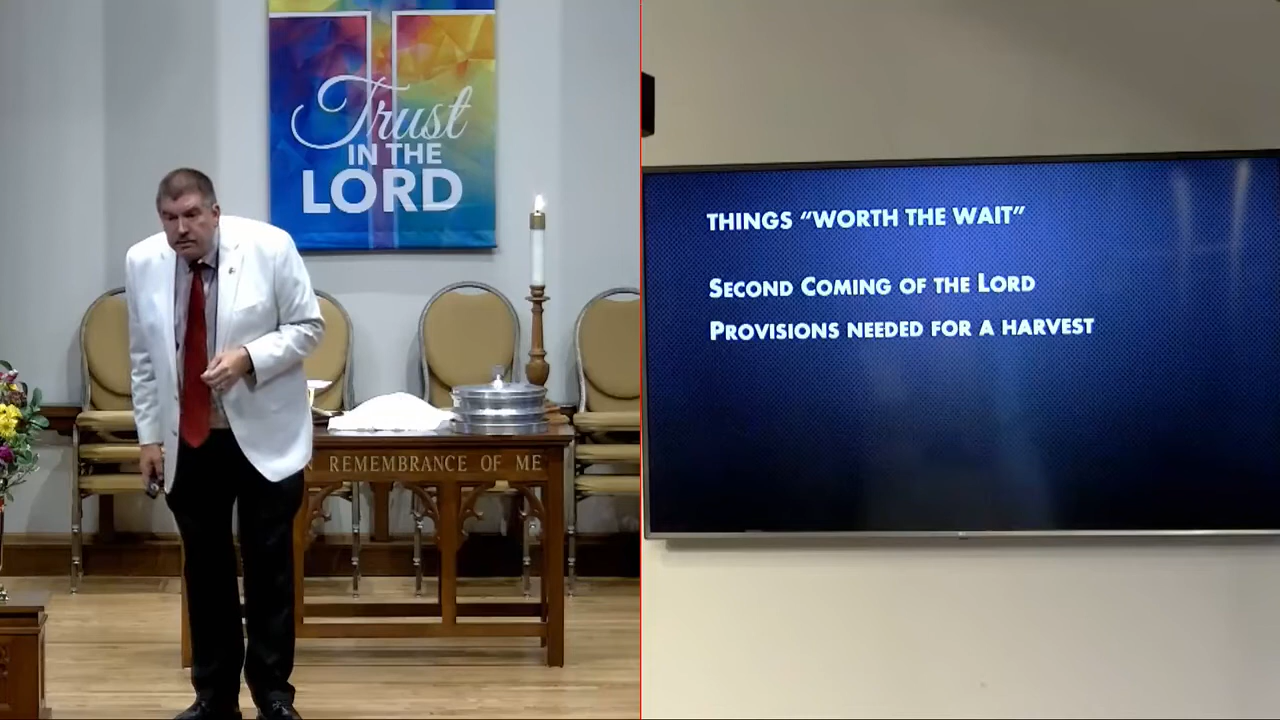 Trust
IN THE
LORD
N REMEMBRANCE OF ME
THINGS “WORTH THE WAIT”
SECOND COMING OF THE LORD
PROVISIONS NEEDED FOR A HARVEST